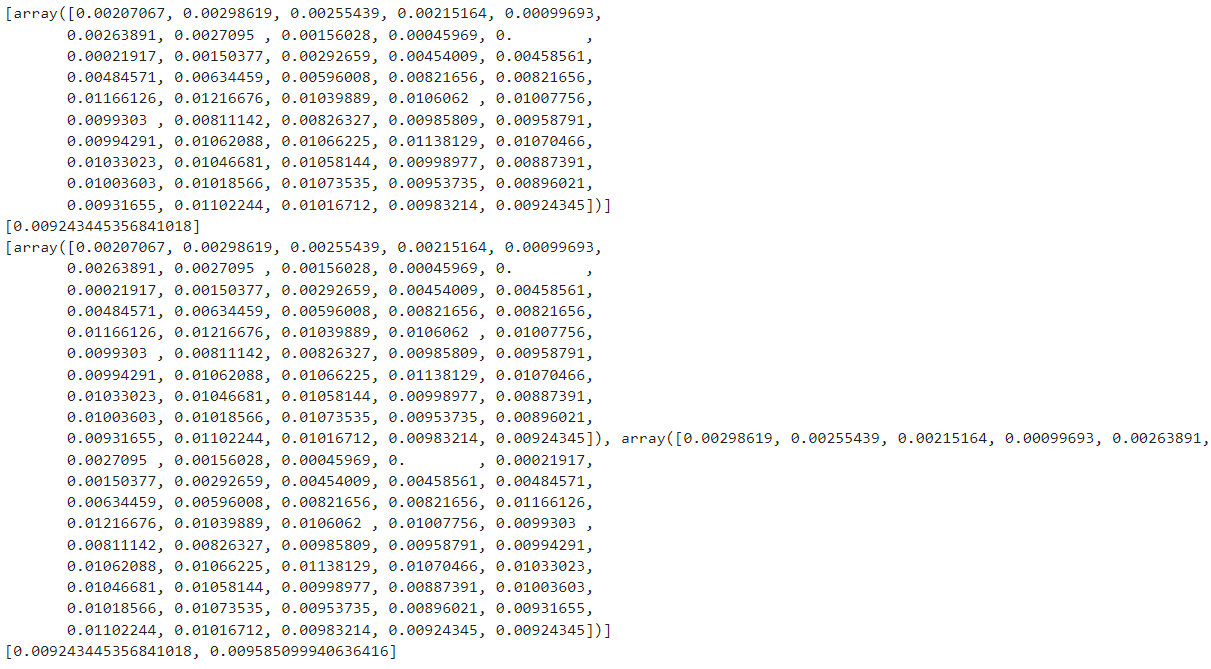 [array([0.00207067, 0.00298619, 0.00255439, 0.00215164, 0.00099693,
       0.00263891, 0.0027095 , 0.00156028, 0.00045969, 0.        ,
       0.00021917, 0.00150377, 0.00292659, 0.00454009, 0.00458561,
       0.00484571, 0.00634459, 0.00596008, 0.00821656, 0.00821656,
       0.01166126, 0.01216676, 0.01039889, 0.0106062 , 0.01007756,
       0.0099303 , 0.00811142, 0.00826327, 0.00985809, 0.00958791,
       0.00994291, 0.01062088, 0.01066225, 0.01138129, 0.01070466,
       0.01033023, 0.01046681, 0.01058144, 0.00998977, 0.00887391,
       0.01003603, 0.01018566, 0.01073535, 0.00953735, 0.00896021,
       0.00931655, 0.01102244, 0.01016712, 0.00983214, 0.00924345])]
[0.009243445356841018]
[array([0.00207067, 0.00298619, 0.00255439, 0.00215164, 0.00099693,
       0.00263891, 0.0027095 , 0.00156028, 0.00045969, 0.        ,
       0.00021917, 0.00150377, 0.00292659, 0.00454009, 0.00458561,
       0.00484571, 0.00634459, 0.00596008, 0.00821656, 0.00821656,
       0.01166126, 0.01216676, 0.01039889, 0.0106062 , 0.01007756,
       0.0099303 , 0.00811142, 0.00826327, 0.00985809, 0.00958791,
       0.00994291, 0.01062088, 0.01066225, 0.01138129, 0.01070466,
       0.01033023, 0.01046681, 0.01058144, 0.00998977, 0.00887391,
       0.01003603, 0.01018566, 0.01073535, 0.00953735, 0.00896021,
       0.00931655, 0.01102244, 0.01016712, 0.00983214, 0.00924345]), array([0.00298619, 0.00255439, 0.00215164, 0.00099693, 0.00263891,
       0.0027095 , 0.00156028, 0.00045969, 0.        , 0.00021917,
       0.00150377, 0.00292659, 0.00454009, 0.00458561, 0.00484571,
       0.00634459, 0.00596008, 0.00821656, 0.00821656, 0.01166126,
       0.01216676, 0.01039889, 0.0106062 , 0.01007756, 0.0099303 ,
       0.00811142, 0.00826327, 0.00985809, 0.00958791, 0.00994291,
       0.01062088, 0.01066225, 0.01138129, 0.01070466, 0.01033023,
       0.01046681, 0.01058144, 0.00998977, 0.00887391, 0.01003603,
       0.01018566, 0.01073535, 0.00953735, 0.00896021, 0.00931655,
       0.01102244, 0.01016712, 0.00983214, 0.00924345, 0.00924345])]
[0.009243445356841018, 0.009585099940636416]